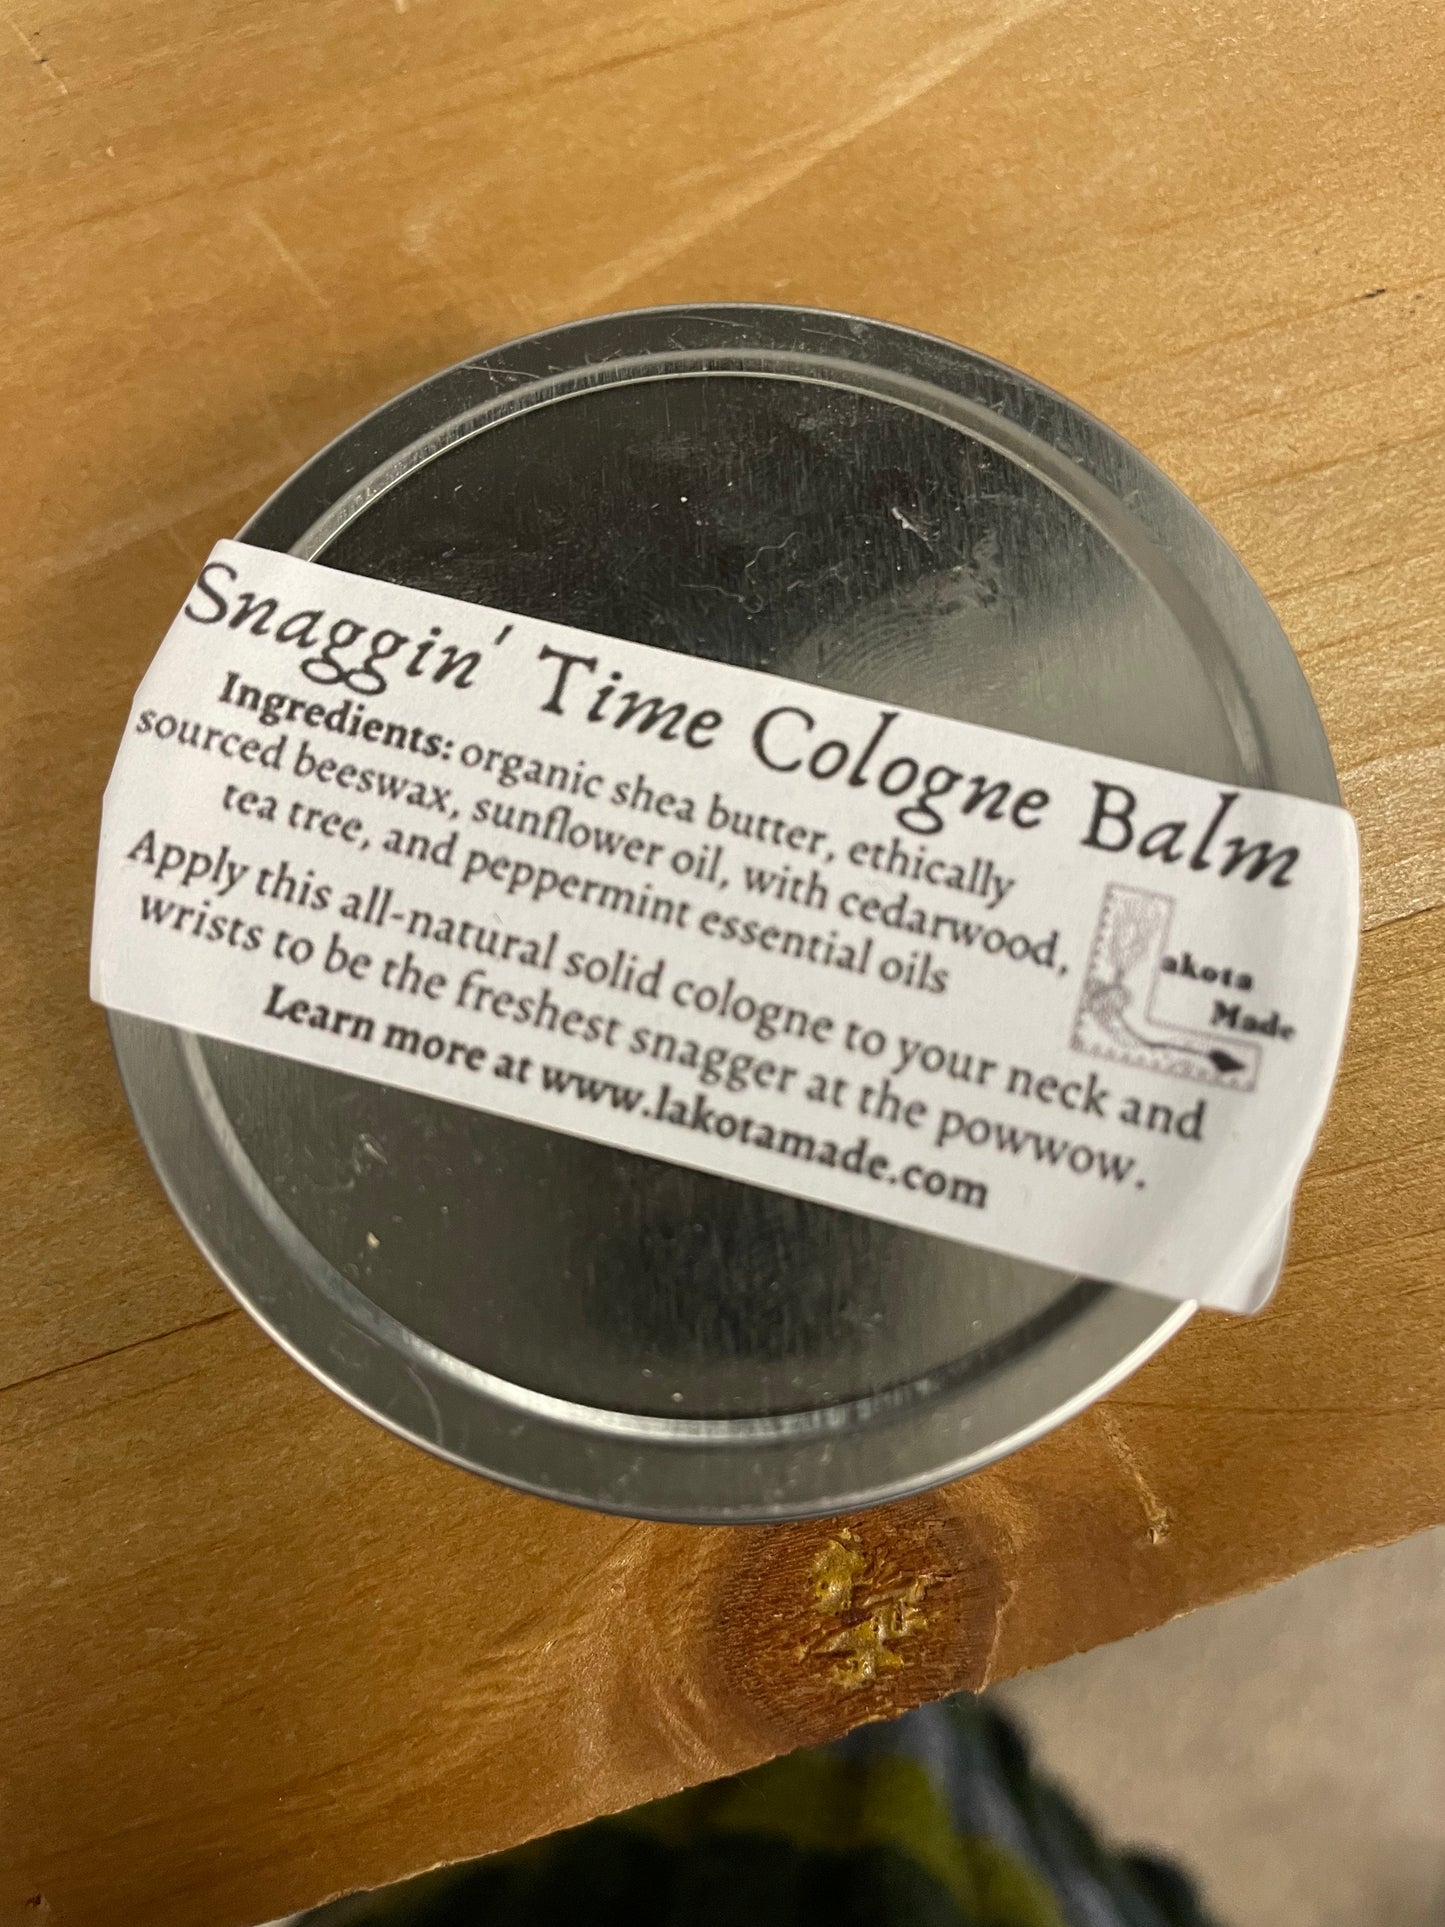 Snaggin' Time Cologne Balm
Ingredients: organic shea butter, ethically
sourced beeswax, sunflower oil, with cedarwood,
tea tree, and peppermint essential oils
Apply this all-natural solid cologne to your neck and
wrists to be the freshest snagger at the powwow.
Learn more at www.lakotamade.com
Lakota
Made